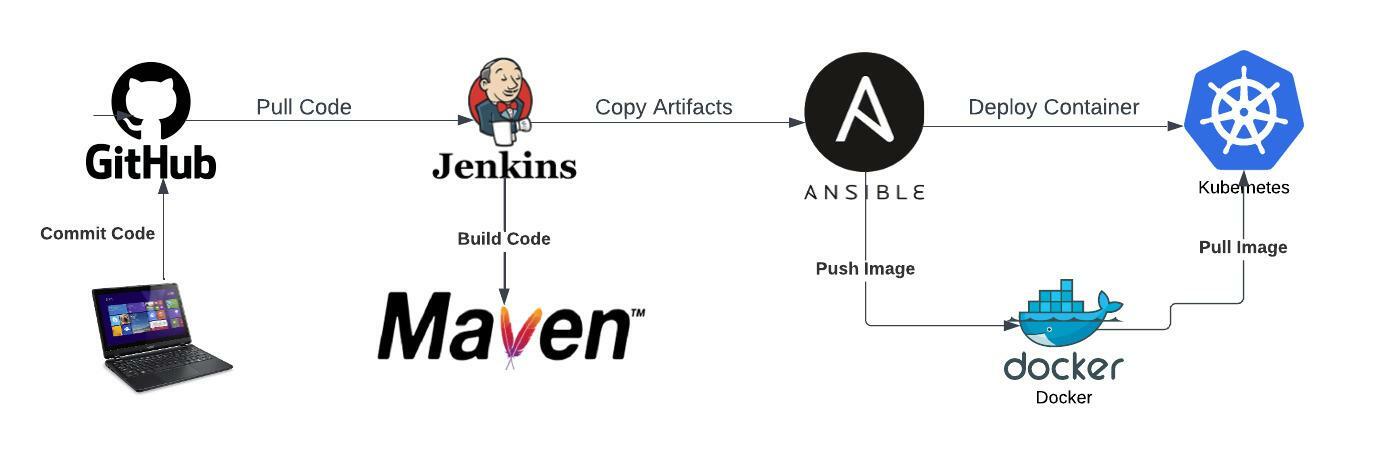 Pull Code
Copy Artifacts
Deploy Container
GitHub
Jenkins
ANSIBLE
Kubernetes
Commit Code
Build Code
Push Image
Pull Image
Maven™
docker
Docker